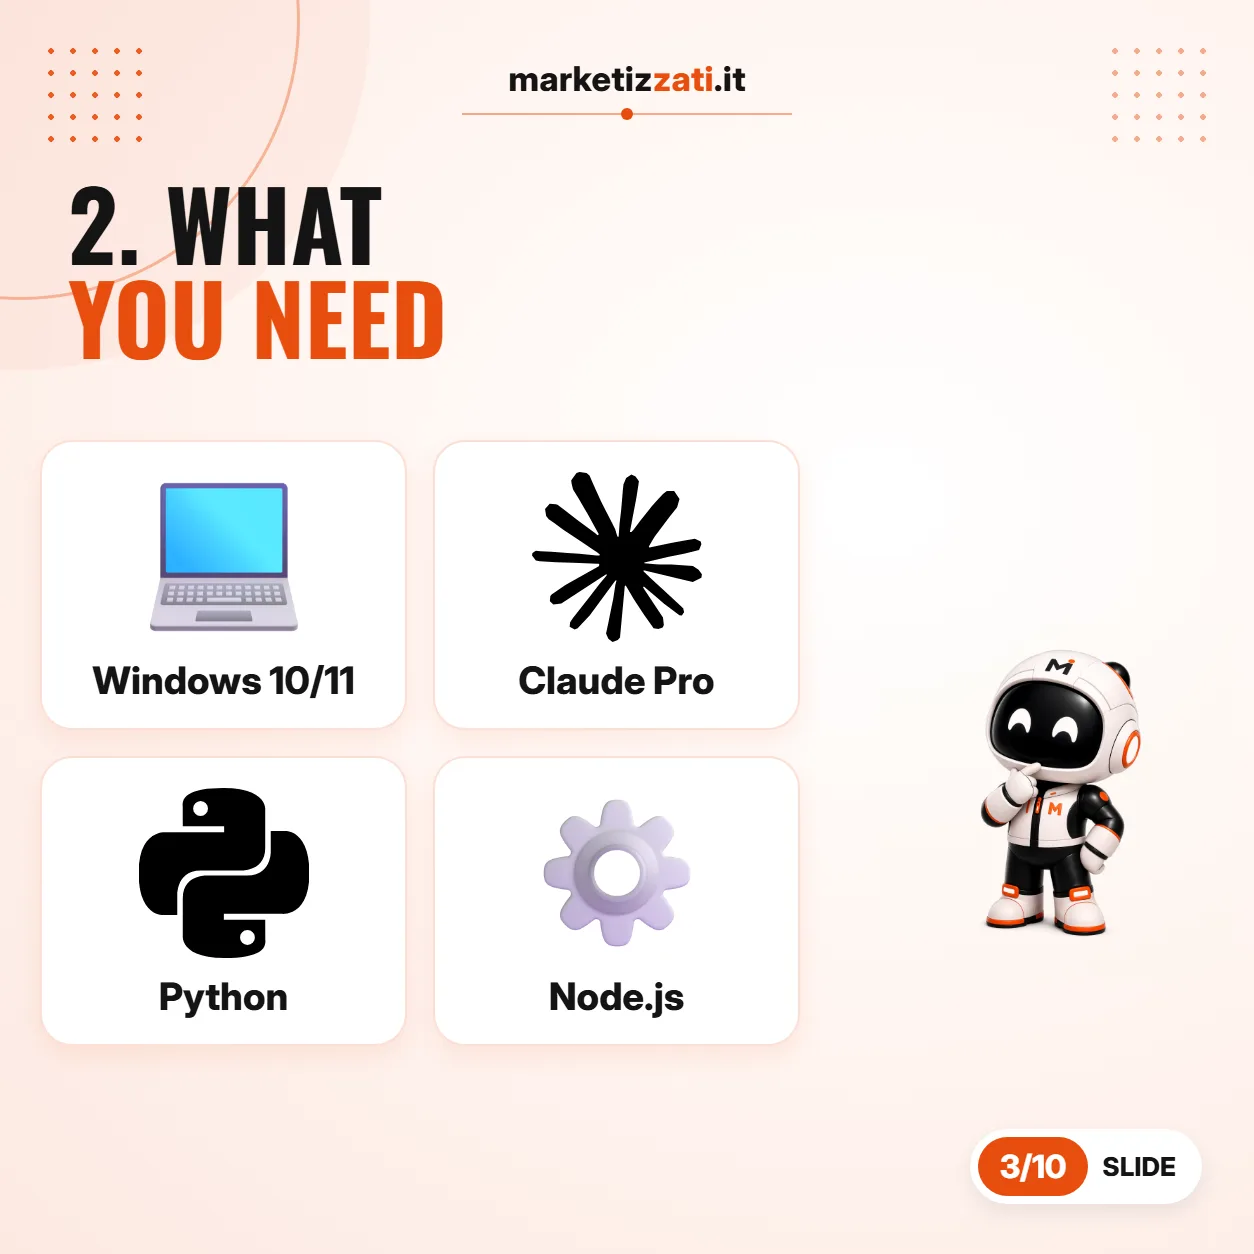 marketizzati.it
2. WHAT
YOU NEED
Windows 10/11
Claude Pro
Python
Node.js
M
M
3/10 SLIDE